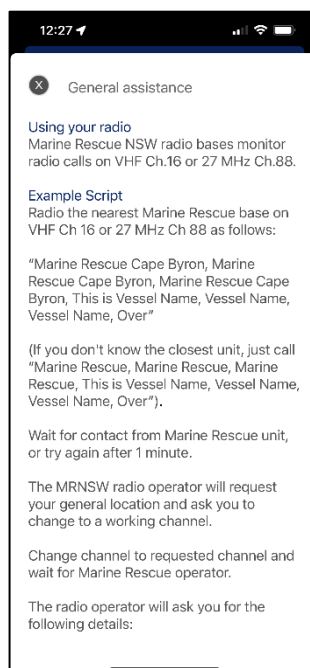 12:27
X General assistance
Using your radio
Marine Rescue NSW radio bases monitor
radio calls on VHF Ch.16 or 27 MHz Ch.88.
Example Script
Radio the nearest Marine Rescue base on
VHF Ch 16 or 27 MHz Ch 88 as follows:
“Marine Rescue Cape Byron, Marine
Rescue Cape Byron, Marine Rescue Cape
Byron, This is Vessel Name, Vessel Name,
Vessel Name, Over”
(If you don't know the closest unit, just call
“Marine Rescue, Marine Rescue, Marine
Rescue, This is Vessel Name, Vessel Name,
Vessel Name, Over”).
Wait for contact from Marine Rescue unit,
or try again after 1 minute.
The MRNSW radio operator will request
your general location and ask you to
change to a working channel.
Change channel to requested channel and
wait for Marine Rescue operator.
The radio operator will ask you for the
following details: